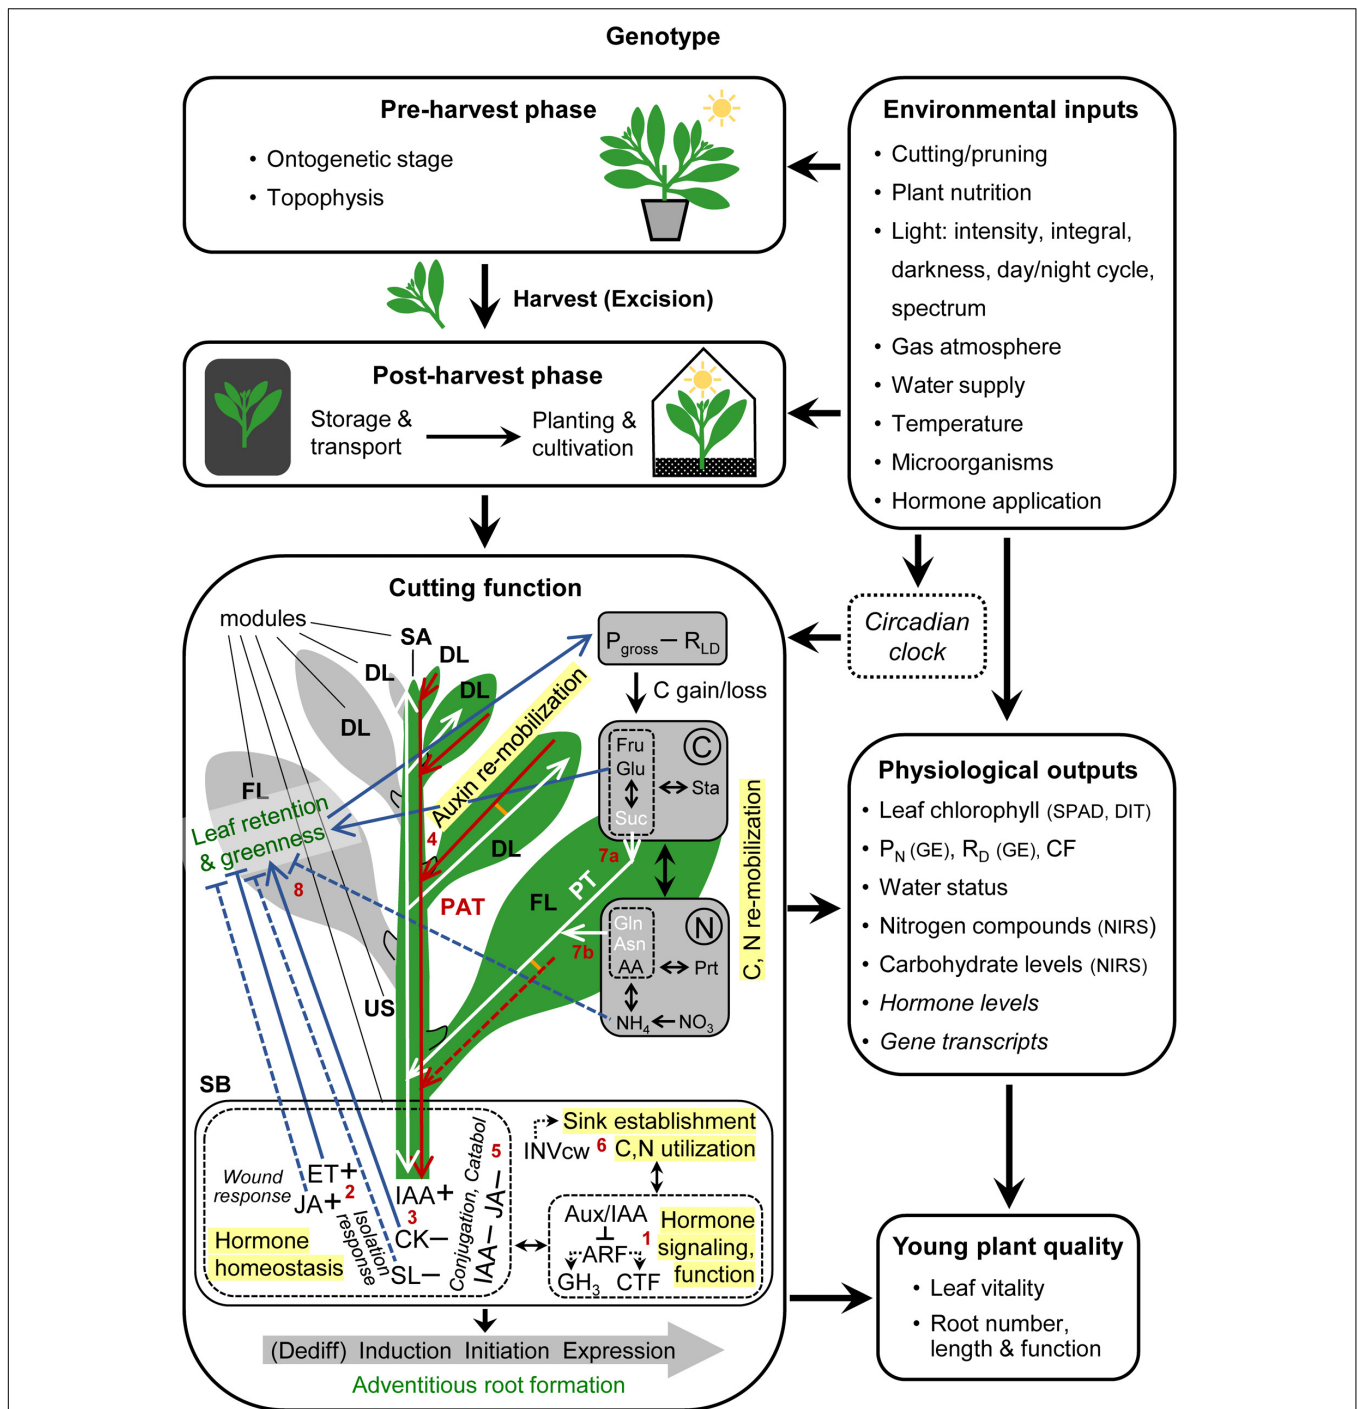 Genotype
Pre-harvest phase
• Ontogenetic stage
• Topophysis
Environmental inputs
• Cutting/pruning
• Plant nutrition
• Light: intensity, integral,
darkness, day/night cycle,
spectrum
• Gas atmosphere
• Water supply
• Temperature
• Microorganisms
• Hormone application
Harvest (Excision)
Post-harvest phase
Storage &
transport
Planting &
cultivation
Circadian
clock
Cutting function
modules
SA
DL
DL
DL
DL
DL
FL
FL
US
SB
Leaf retention
& greenness
8
Auxin re-mobilization
4
PAT
PT
P gross – R LD
C gain/loss
C
Fru
Glu
Suc
Sta
7a
N
Gln
Asn
AA
Prt
7b
NH4
NO3
C, N re-mobilization
Physiological outputs
• Leaf chlorophyll (SPAD, DIT)
• PN (GE), RD (GE), CF
• Water status
• Nitrogen compounds (NIRS)
• Carbohydrate levels (NIRS)
• Hormone levels
• Gene transcripts
Wound
response
ET+
JA+
2
Isolation
response
Hormone
homeostasis
IAA+
3
CK–
SL–
Conjugation, Catabol
IAA– JA–
5
Sink establishment
INVcw 6 C,N utilization
Aux/IAA
ARF
GH3
CTF
1
Hormone
signaling,
function
(Dediff) Induction Initiation Expression
Adventitious root formation
Young plant quality
• Leaf vitality
• Root number,
length & function